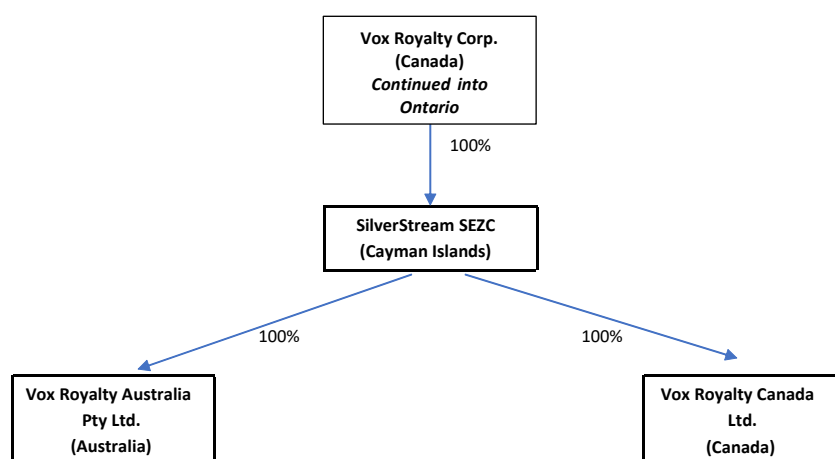 Vox Royalty Corp.
(Canada)
Continued into
Ontario
100%
SilverStream SEZC
(Cayman Islands)
100%
100%
Vox Royalty Australia
Pty Ltd.
(Australia)
Vox Royalty Canada
Ltd.
(Canada)